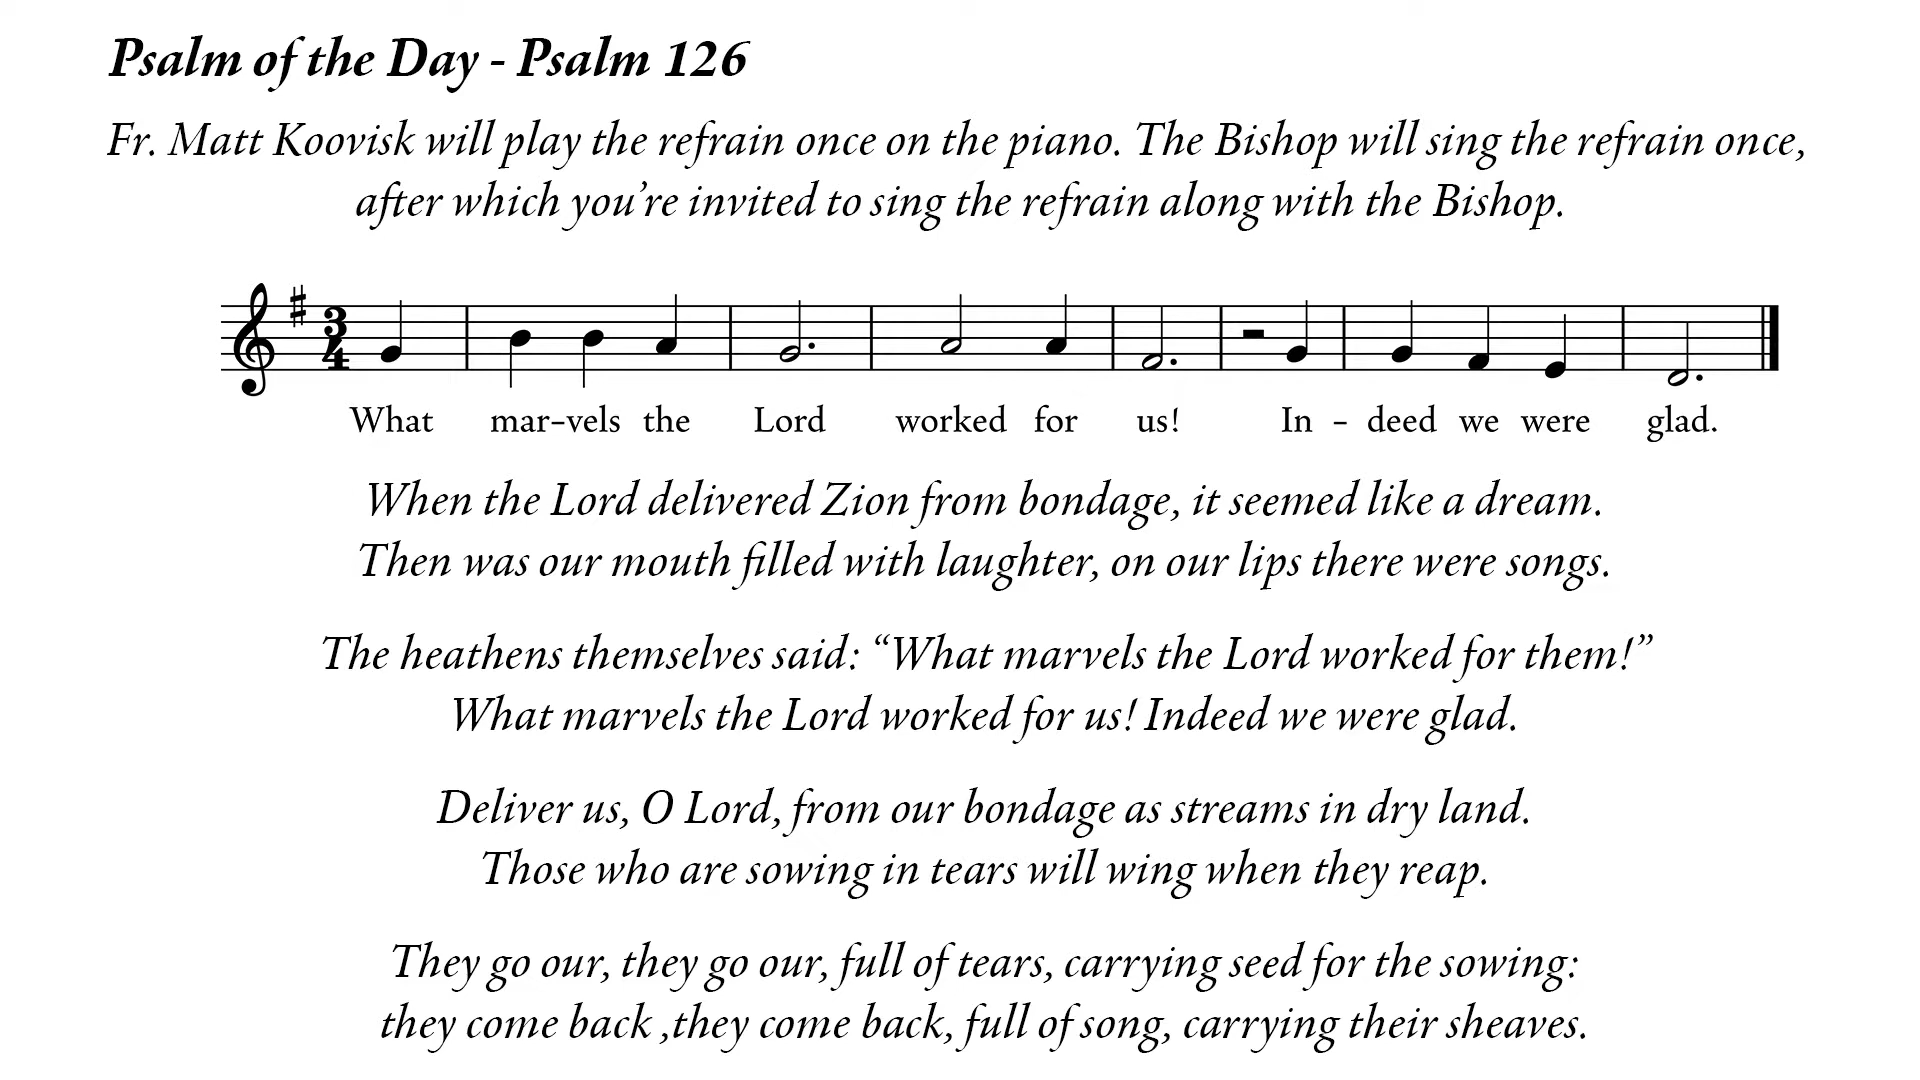 Psalm of the Day - Psalm 126
Fr. Matt Koovisk will play the refrain once on the piano. The Bishop will sing the refrain once,
after which you’re invited to sing the refrain along with the Bishop.
3
4
What mar-vels the Lord worked for us! In - deed we were glad.
When the Lord delivered Zion from bondage, it seemed like a dream.
Then was our mouth filled with laughter, on our lips there were songs.
The heathens themselves said: “What marvels the Lord worked for them!”
What marvels the Lord worked for us! Indeed we were glad.
Deliver us, O Lord, from our bondage as streams in dry land.
Those who are sowing in tears will wing when they reap.
They go our, they go our, full of tears, carrying seed for the sowing:
they come back ,they come back, full of song, carrying their sheaves.